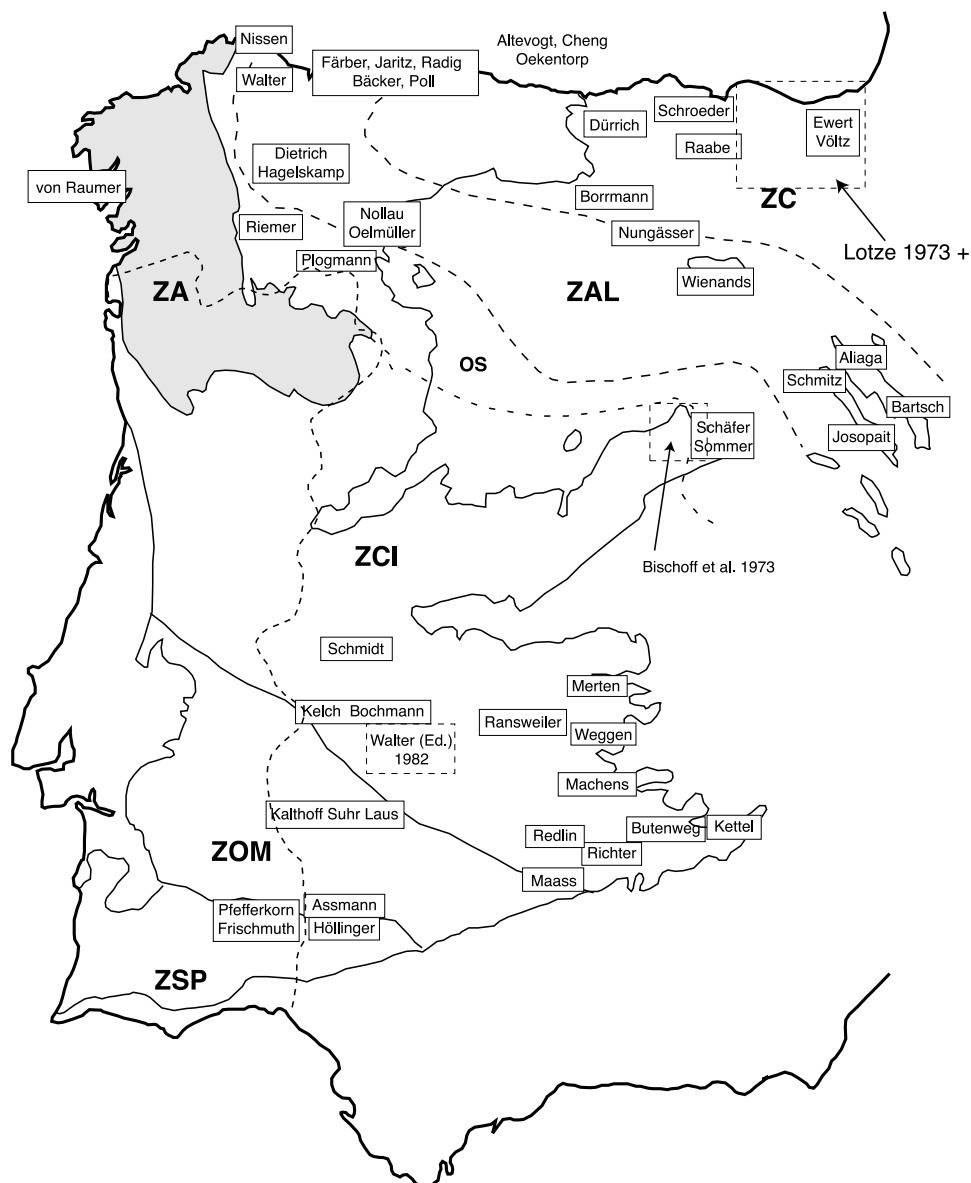 Nissen
Altevogt, Cheng
Oekentorp
Färber, Jaritz, Radig
Bäcker, Poll
Walter
Schroeder
Dürrich
Ewert
Völtz
Raabe
Dietrich
Hagelskamp
von Raumer
Borrmann
ZC
Nollau
Oelmüller
Riemer
Nungässer
Lotze 1973 +
Plogmann
ZA
ZAL
Wienands
OS
Aliaga
Schmitz
Bartsch
Josopait
Schäfer
Sommer
ZCI
Bischoff et al. 1973
Schmidt
Merten
Kelch Bochmann
Ransweiler
Weggen
Walter (Ed.)
1982
Machens
Kalthoff Suhr Laus
Redlin
Butenweg
Kettel
ZOM
Richter
Maass
Pfefferkorn
Frischmuth
Assmann
Höllinger
ZSP